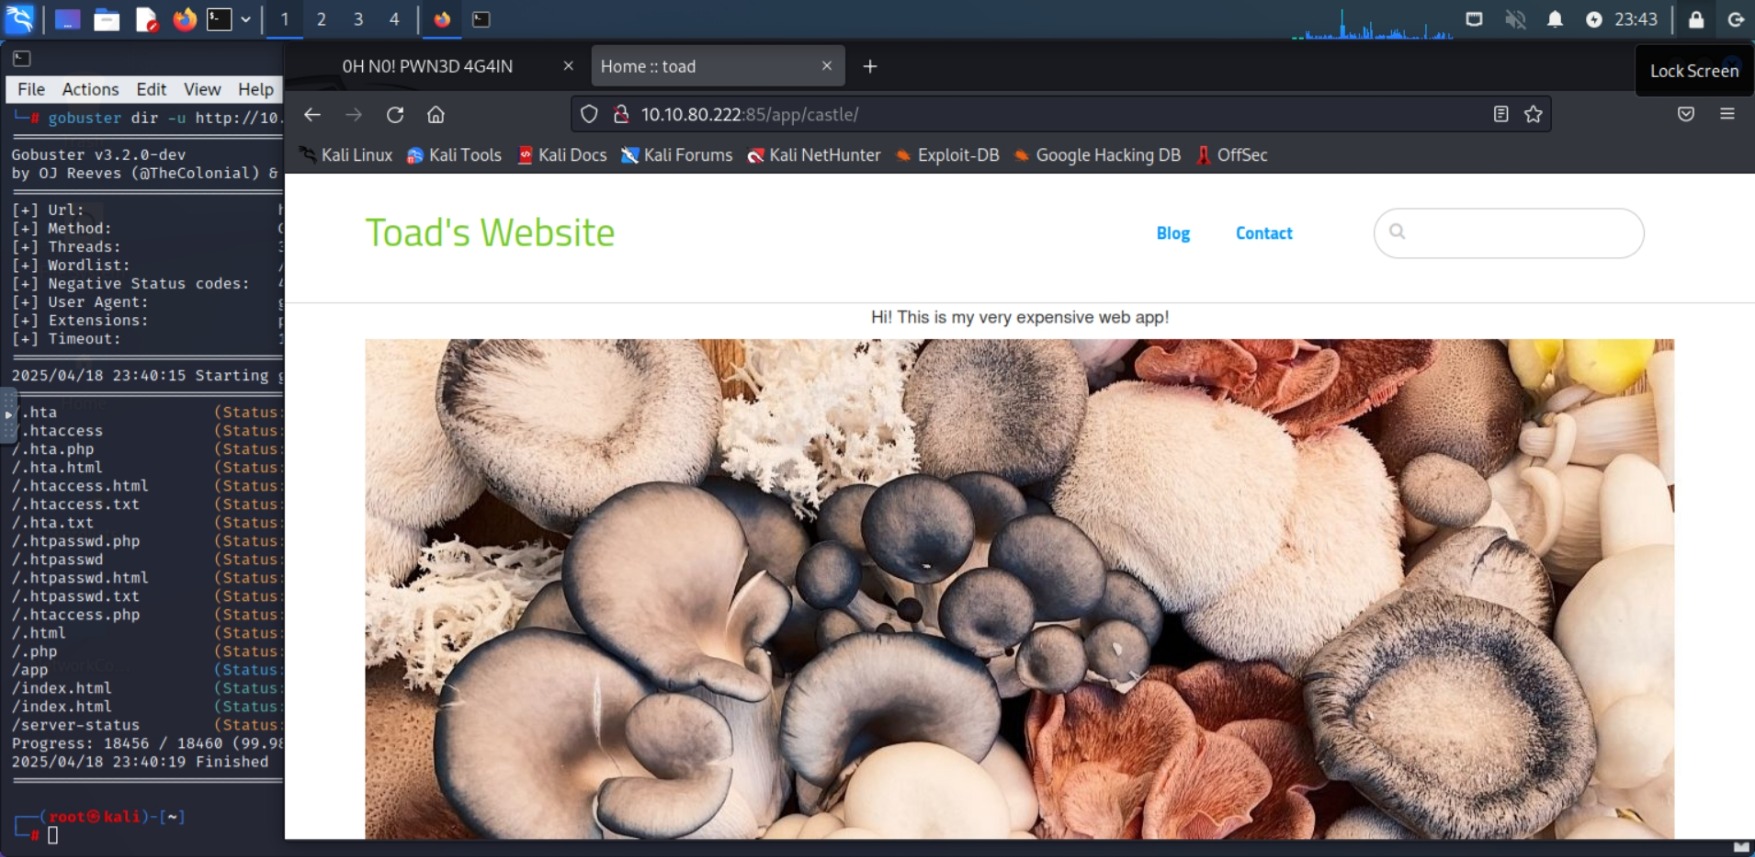 1 2 3 4 23:43
0H N0! PWN3D 4G4IN Home :: toad
Lock Screen
File Actions Edit View Help
10.10.80.222:85/app/castle/
Kali Linux Kali Tools Kali Docs Kali Forums Kali NetHunter Exploit-DB Google Hacking DB OffSec
└─# gobuster dir -u http://10.
Gobuster v3.2.0-dev
by OJ Reeves (@TheColonial) &
[+] Url:
[+] Method:
[+] Threads:
[+] Wordlist:
[+] Negative Status codes:
[+] User Agent:
[+] Extensions:
[+] Timeout:
2025/04/18 23:40:15 Starting
/.hta (Status:
/.htaccess (Status:
/.hta.php (Status:
/.hta.html (Status:
/.htaccess.html (Status:
/.htaccess.txt (Status:
/.hta.txt (Status:
/.htpasswd.php (Status:
/.htpasswd (Status:
/.htpasswd.html (Status:
/.htpasswd.txt (Status:
/.htaccess.php (Status:
/.html (Status:
/.php (Status:
/app (Status:
/index.html (Status:
/index.html (Status:
/server-status (Status:
Progress: 18456 / 18460 (99.98
2025/04/18 23:40:19 Finished
┌──(root㉿kali)-[~]
└─#
Toad's Website
Blog Contact
Hi! This is my very expensive web app!